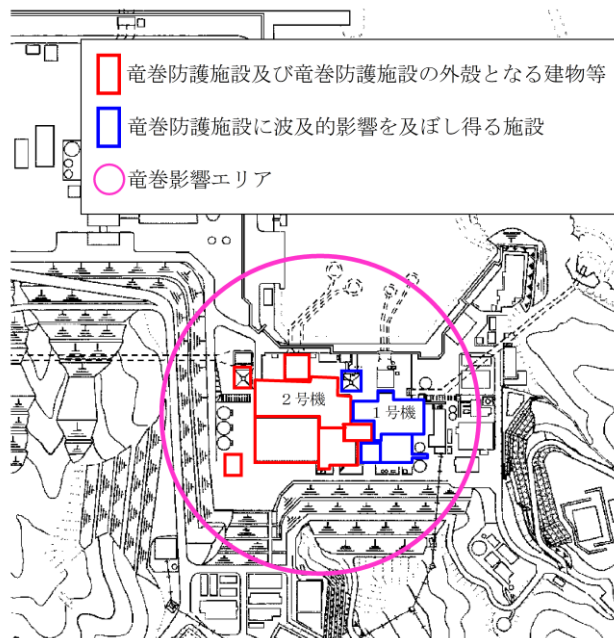 竜巻防護施設及び竜巻防護施設の外殻となる建物等
竜巻防護施設に波及的影響を及ぼし得る施設
竜巻影響エリア
2号機
1号機